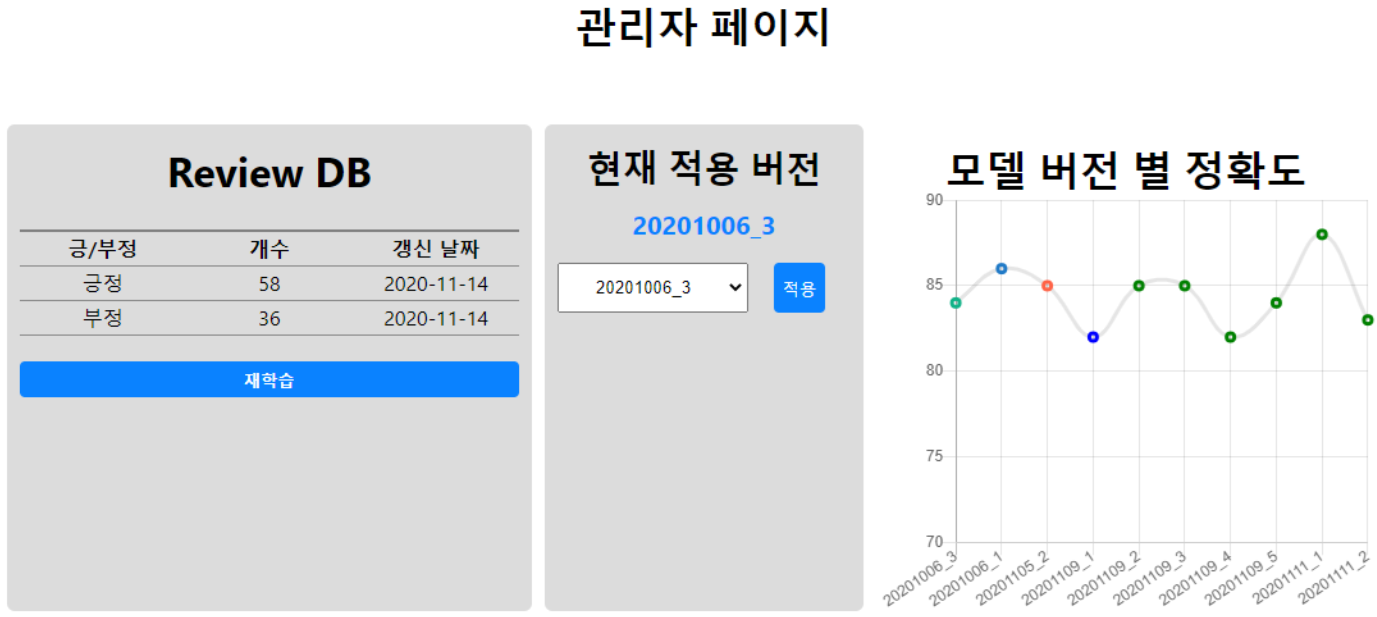 관리자 페이지
Review DB
긍/부정 개수 갱신 날짜
긍정 58 2020-11-14
부정 36 2020-11-14
재학습
현재 적용 버전
20201006_3
20201006_3 적용
모델 버전 별 정확도
90
85
80
75
70
20201006_3 20201006_1 20201105_2 20201109_1 20201109_2 20201109_3 20201109_4 20201109_5 20201111_1 20201111_2